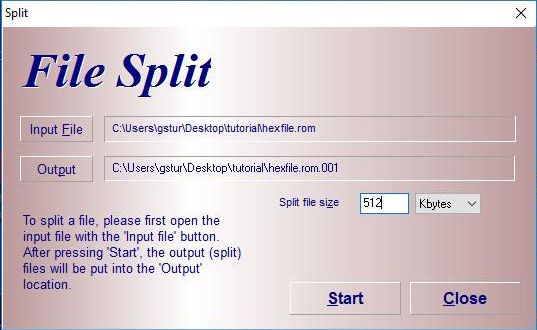 Split
File Split
Input File
C:\Users\gstur\Desktop\tutorial\hexfile.rom
Output
C:\Users\gstur\Desktop\tutorial\hexfile.rom.001
Split file size
512
Kbytes
To split a file, please first open the
input file with the 'Input file' button.
After pressing 'Start', the output (split)
files will be put into the 'Output'
location.
Start
Close